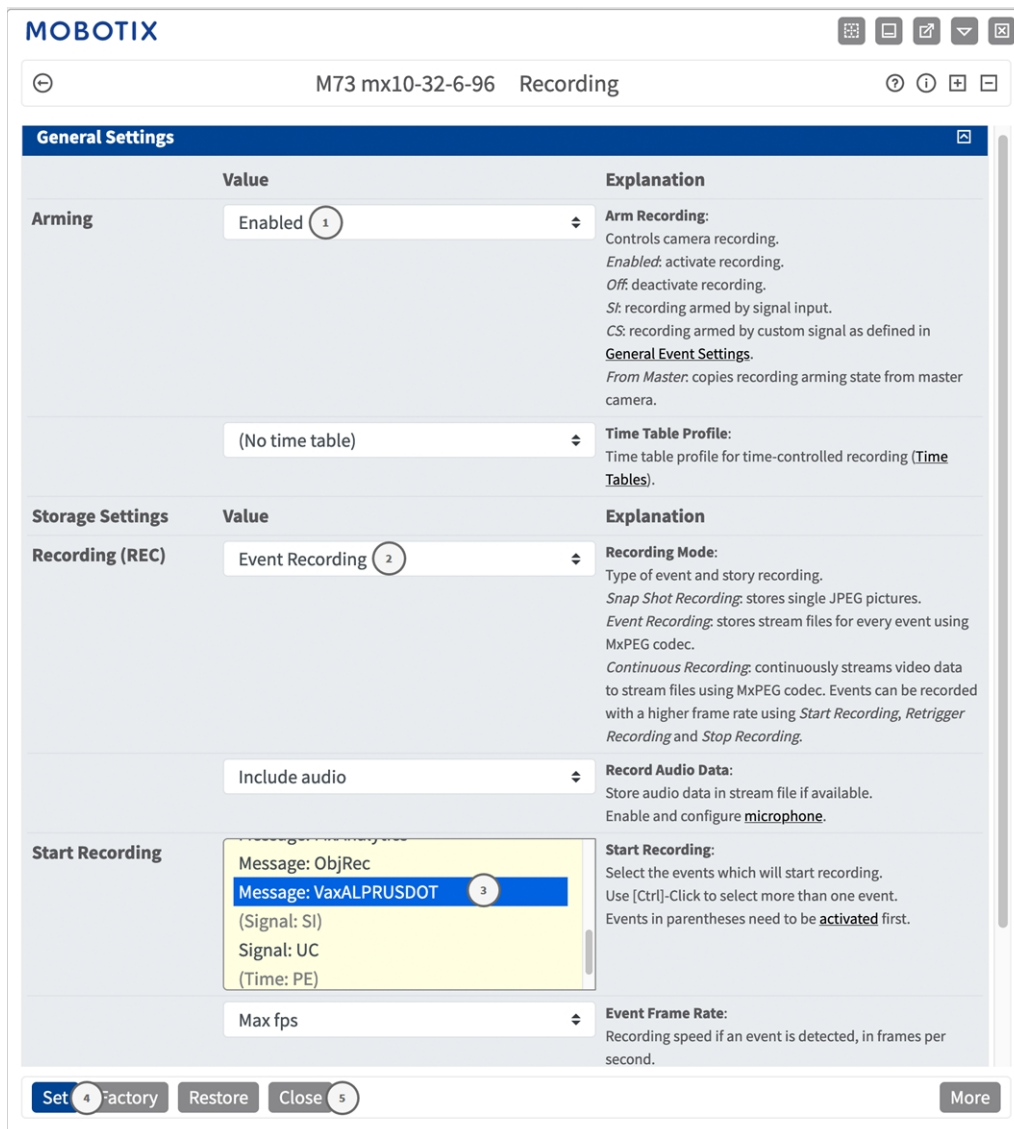 MOBOTIX
M73 mx10-32-6-96 Recording
General Settings
Value Explanation
Arming
Enabled 1
Arm Recording:
Controls camera recording.
Enabled: activate recording.
Off: deactivate recording.
SI: recording armed by signal input.
CS: recording armed by custom signal as defined in
General Event Settings.
From Master: copies recording arming state from master
camera.
(No time table)
Time Table Profile:
Time table profile for time-controlled recording (Time
Tables).
Storage Settings Value Explanation
Recording (REC)
Event Recording 2
Recording Mode:
Type of event and story recording.
Snap Shot Recording: stores single JPEG pictures.
Event Recording: stores stream files for every event using
MxPEG codec.
Continuous Recording: continuously streams video data
to stream files using MxPEG codec. Events can be recorded
with a higher frame rate using Start Recording, Retrigger
Recording and Stop Recording.
Include audio
Record Audio Data:
Store audio data in stream file if available.
Enable and configure microphone.
Start Recording
Message: ObjRec
Message: VaxALPRUSDOT 3
(Signal: SI)
Signal: UC
(Time: PE)
Start Recording:
Select the events which will start recording.
Use [Ctrl]-Click to select more than one event.
Events in parentheses need to be activated first.
Max fps
Event Frame Rate:
Recording speed if an event is detected, in frames per
second.
Set 4 Factory Restore Close 5 More